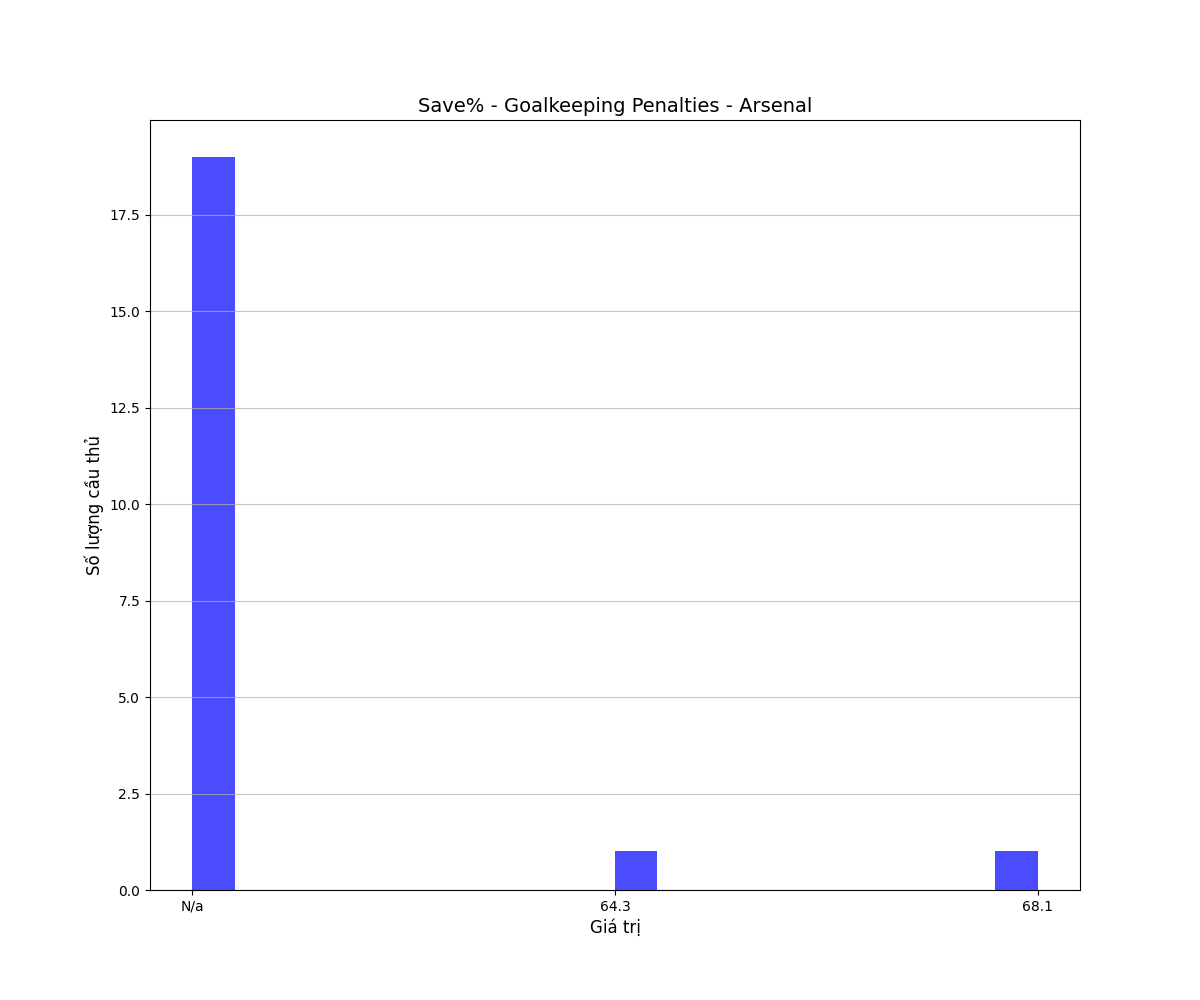 Save% - Goalkeeping Penalties - Arsenal
17.5
15.0
12.5
10.0
7.5
5.0
2.5
0.0
Số lượng cầu thủ
N/a 64.3 68.1
Giá trị